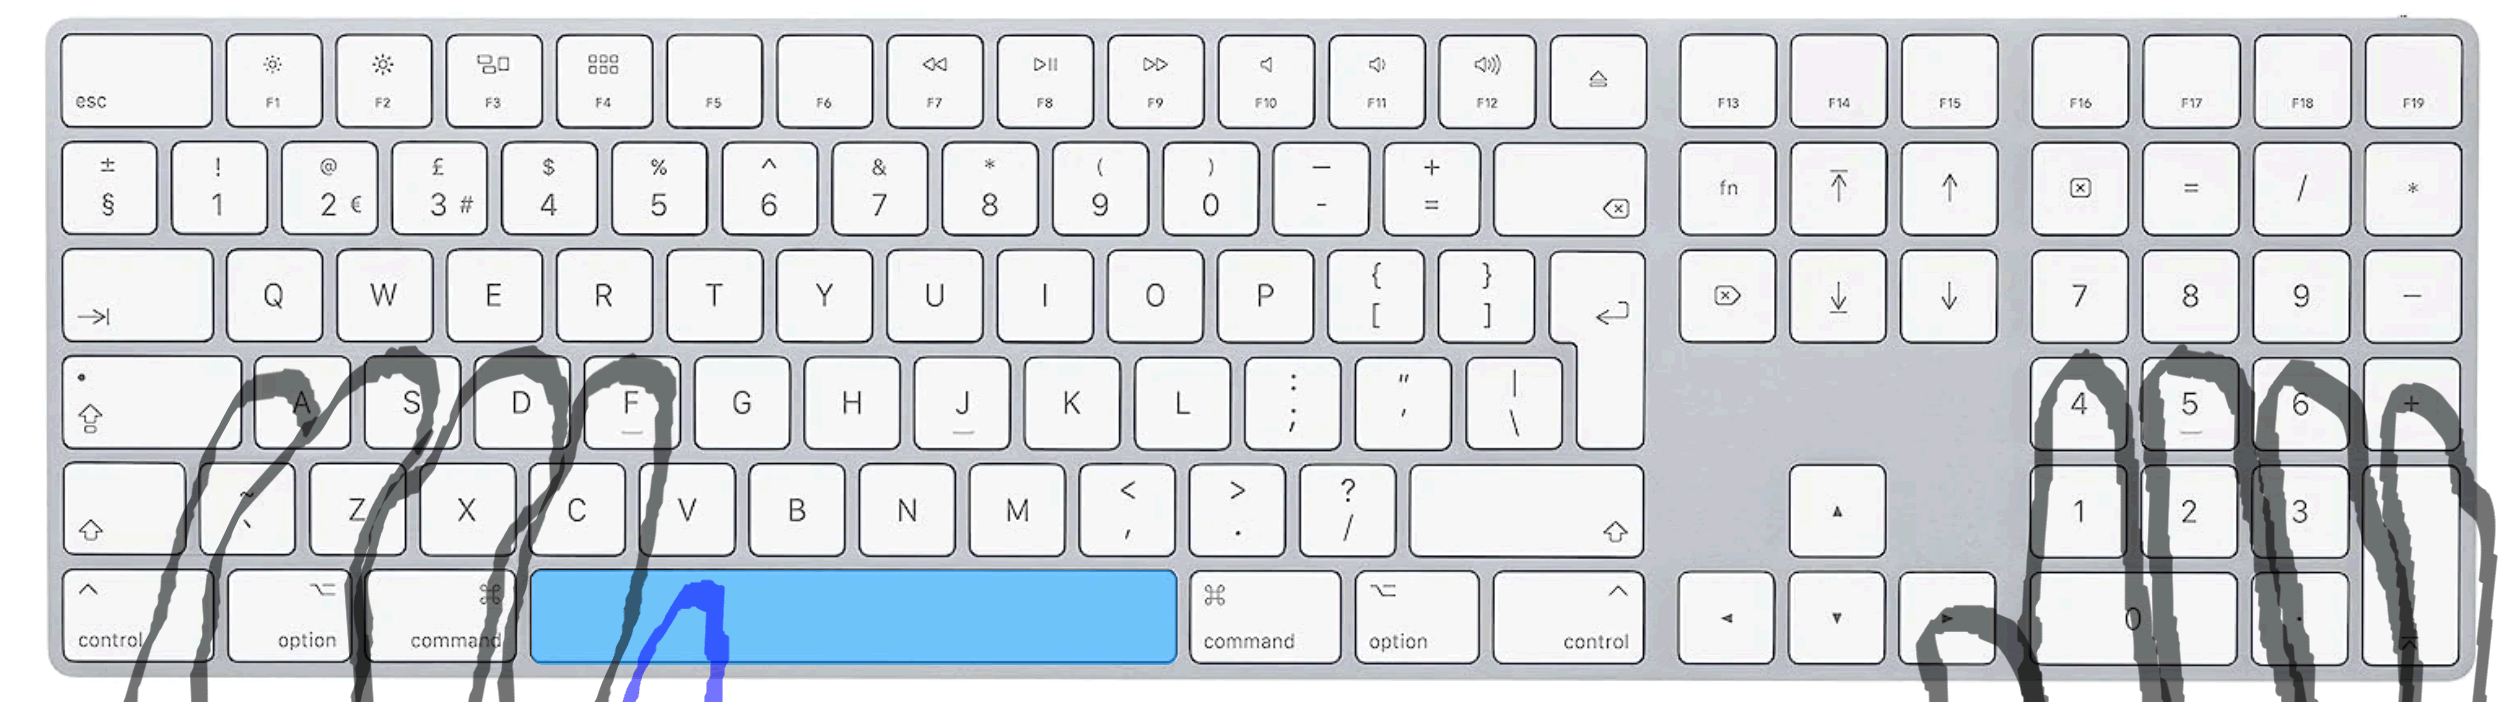 esc F1 F2 F3 F4 F5 F6 F7 F8 F9 F10 F11 F12 F13 F14 F15 F16 F17 F18 F19
± ! @ £ $ % ^ & * ( ) — +
§ 1 2 € 3 # 4 5 6 7 8 9 0 - = fn = / *
Q W E R T Y U I O P { [ } ] 7 8 9 —
A S D F G H J K L : ; " ' | \ 4 5 6 +
~ ` Z X C V B N M < , > . ? / 1 2 3
control option command command option control 0 .